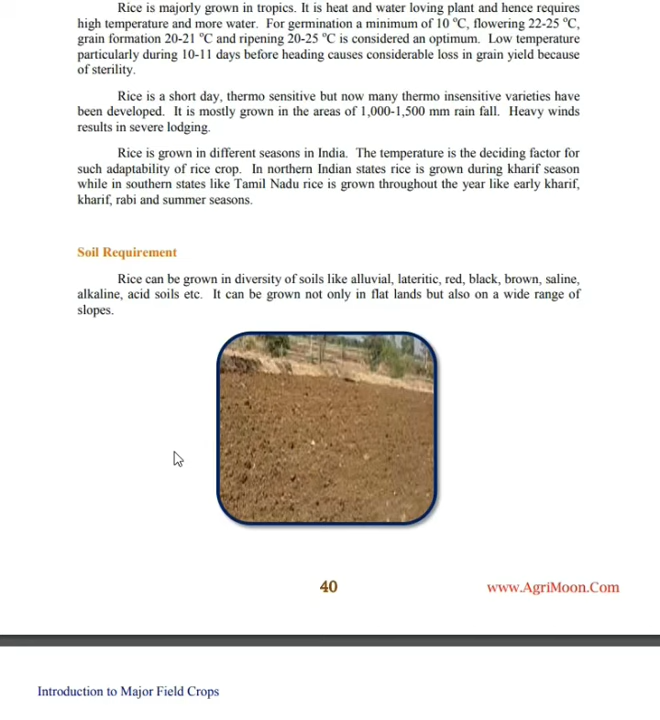 Rice is majorly grown in tropics. It is heat and water loving plant and hence requires
high temperature and more water. For germination a minimum of 10 °C, flowering 22-25 °C,
grain formation 20-21 °C and ripening 20-25 °C is considered an optimum. Low temperature
particularly during 10-11 days before heading causes considerable loss in grain yield because
of sterility.
Rice is a short day, thermo sensitive but now many thermo insensitive varieties have
been developed. It is mostly grown in the areas of 1,000-1,500 mm rain fall. Heavy winds
results in severe lodging.
Rice is grown in different seasons in India. The temperature is the deciding factor for
such adaptability of rice crop. In northern Indian states rice is grown during kharif season
while in southern states like Tamil Nadu rice is grown throughout the year like early kharif,
kharif, rabi and summer seasons.
Soil Requirement
Rice can be grown in diversity of soils like alluvial, lateritic, red, black, brown, saline,
alkaline, acid soils etc. It can be grown not only in flat lands but also on a wide range of
slopes.
40
www.AgriMoon.Com
Introduction to Major Field Crops